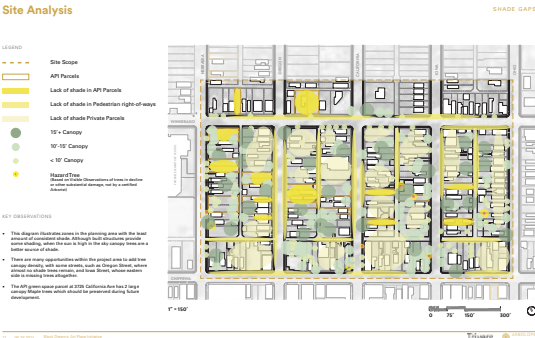 Site Analysis
SHADE GAPS
LEGEND
Site Scope
API Parcels
Lack of shade in API Parcels
Lack of shade in Pedestrian right-of-ways
Lack of shade Private Parcels
15'+ Canopy
10'-15' Canopy
< 10' Canopy
Hazard Tree
(Based on Visible Observations of trees in decline
or other substantial damage, not by a certified
Arborist)
KEY OBSERVATIONS
• This diagram illustrates zones in the planning area with the least
amount of consistent shade. Although built structures provide
some shading, when the sun is high in the sky canopy trees are a
better source of shade.
• There are many opportunities within the project area to add tree
canopy density, with some streets, such as Oregon Street, where
almost no shade trees remain, and Iowa Street, whose eastern
side is missing trees altogether.
• The API green space parcel at 3726 California Ave has 2 large
canopy Maple trees which should be preserved during future
development.
1" = 150'
0 75' 150' 300'